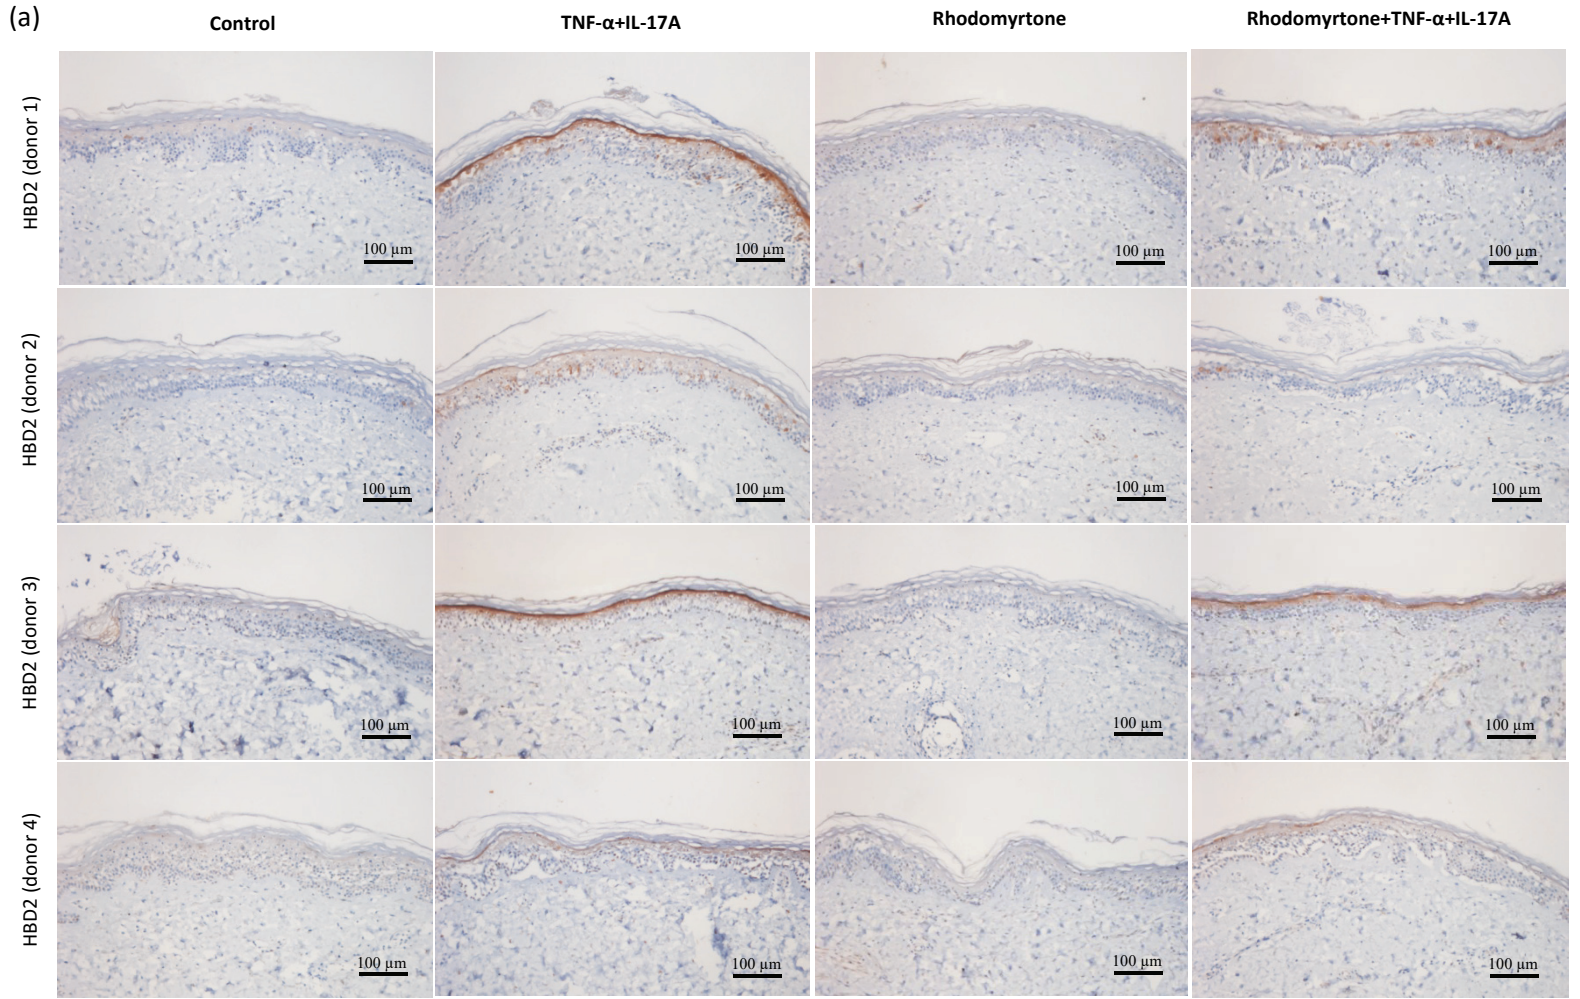 (a)
Control
TNF-α+IL-17A
Rhodomyrtone
Rhodomyrtone+TNF-α+IL-17A
HBD2 (donor 1)
100 µm
100 µm
100 µm
100 µm
HBD2 (donor 2)
100 µm
100 µm
100 µm
100 µm
HBD2 (donor 3)
100 µm
100 µm
100 µm
100 µm
HBD2 (donor 4)
100 µm
100 µm
100 µm
100 µm